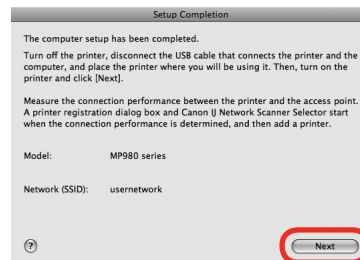 Setup Completion
The computer setup has been completed.
Turn off the printer, disconnect the USB cable that connects the printer and the
computer, and place the printer where you will be using it. Then, turn on the
printer and click [Next].
Measure the connection performance between the printer and the access point.
A printer registration dialog box and Canon IJ Network Scanner Selector start
when the connection performance is determined, and then add a printer.
Model: MP980 series
Network (SSID): usernetwork
? Next